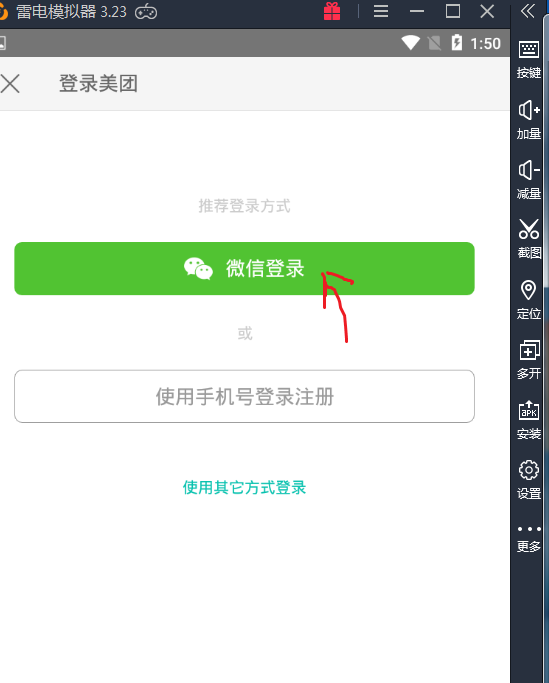 雷电模拟器 3.23
1:50
登录美团
推荐登录方式
微信登录
或
使用手机号登录注册
使用其它方式登录
按键
加量
减量
截图
定位
多开
APK
安装
设置
更多